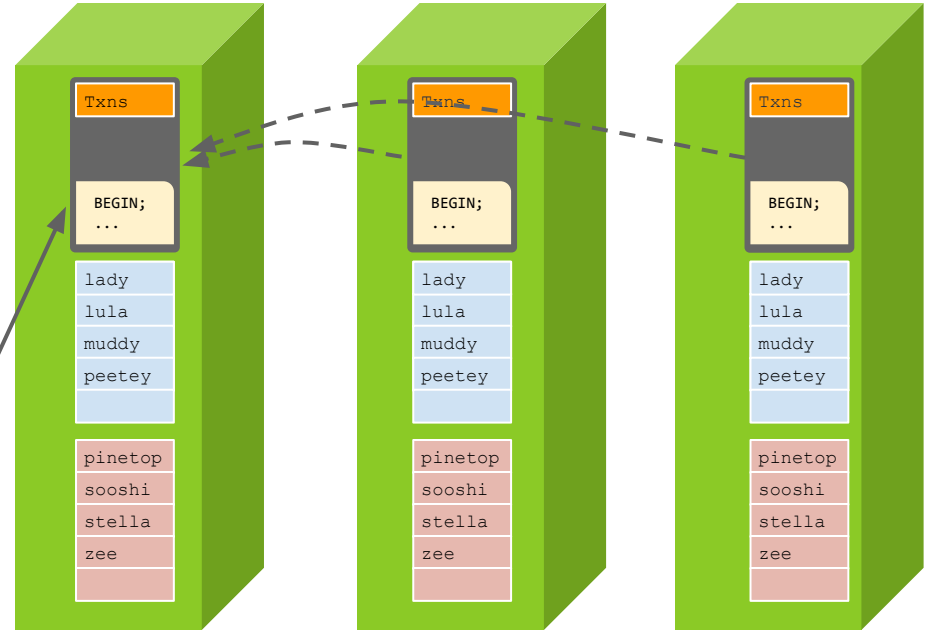 Txns
BEGIN;
...
lady
lula
muddy
peetey
pinetop
sooshi
stella
zee
Txns
BEGIN;
...
lady
lula
muddy
peetey
pinetop
sooshi
stella
zee
Txns
BEGIN;
...
lady
lula
muddy
peetey
pinetop
sooshi
stella
zee